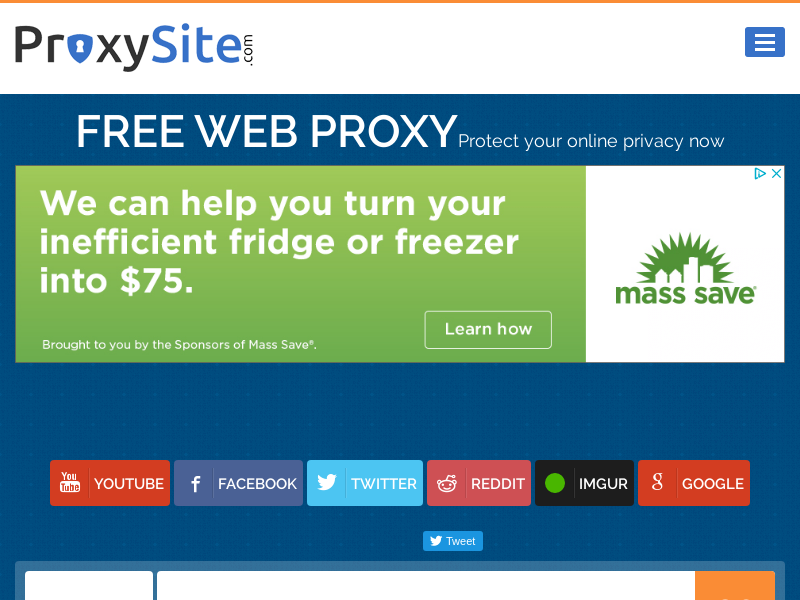 ProxySite.com
FREE WEB PROXY Protect your online privacy now
We can help you turn your
inefficient fridge or freezer
into $75.
Learn how
Brought to you by the Sponsors of Mass Save®.
mass save®
You Tube YOUTUBE
f FACEBOOK
TWITTER
REDDIT
IMGUR
g GOOGLE
Tweet